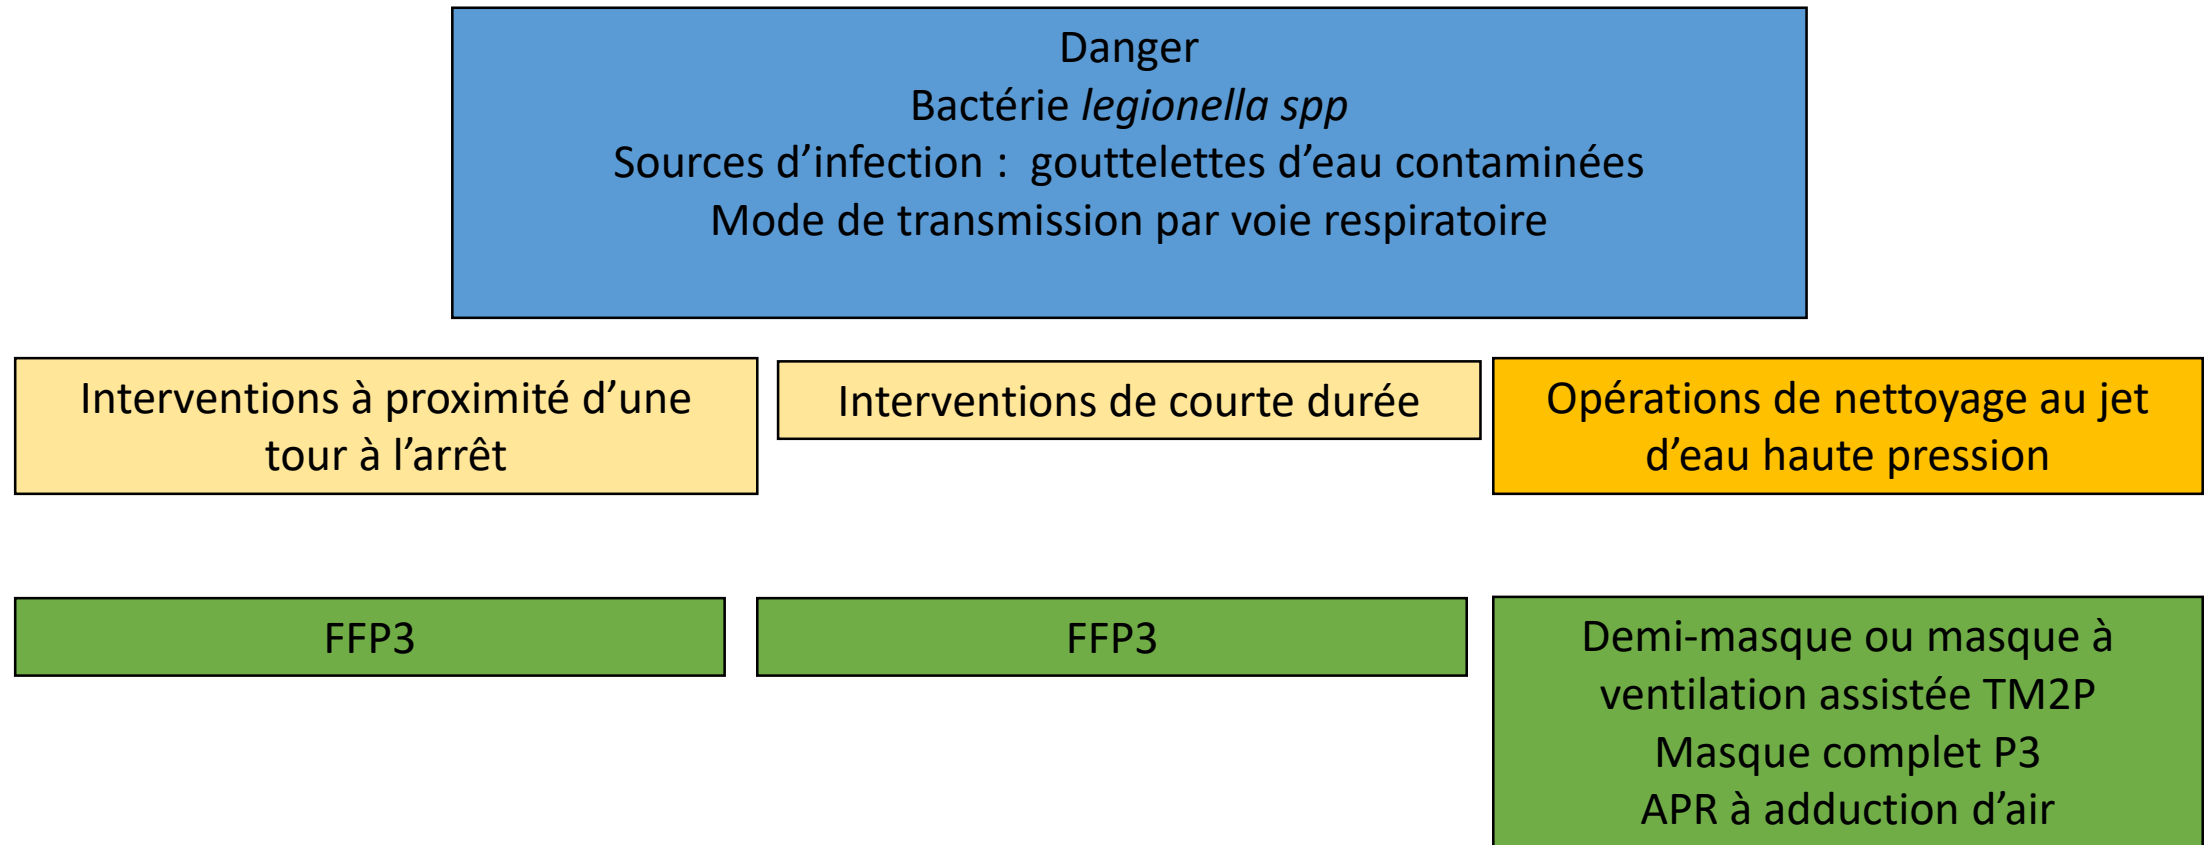 Danger
Bactérie legionella spp
Sources d’infection :  gouttelettes d’eau contaminées
Mode de transmission par voie respiratoire
Interventions à proximité d’une
tour à l’arrêt
Interventions de courte durée
Opérations de nettoyage au jet
d’eau haute pression
FFP3
FFP3
Demi-masque ou masque à
ventilation assistée TM2P
Masque complet P3
APR à adduction d’air